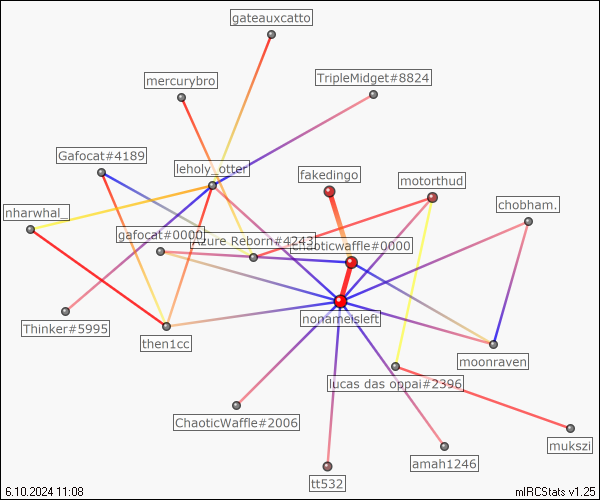 gateauxcatto
mercurybro
TripleMidget#8824
Gafocat#4189
leholy_otter
fakedingo
motorthud
chobham.
nharwhal_
gafocat#0000
Azure Reborn#4243
chaoticwaffle#0000
nonameisleft
Thinker#5995
then1cc
moonraven
lucas das oppai#2396
ChaoticWaffle#2006
mukszi
amah1246
tt532
6.10.2024 11:08
mIRCStats v1.25